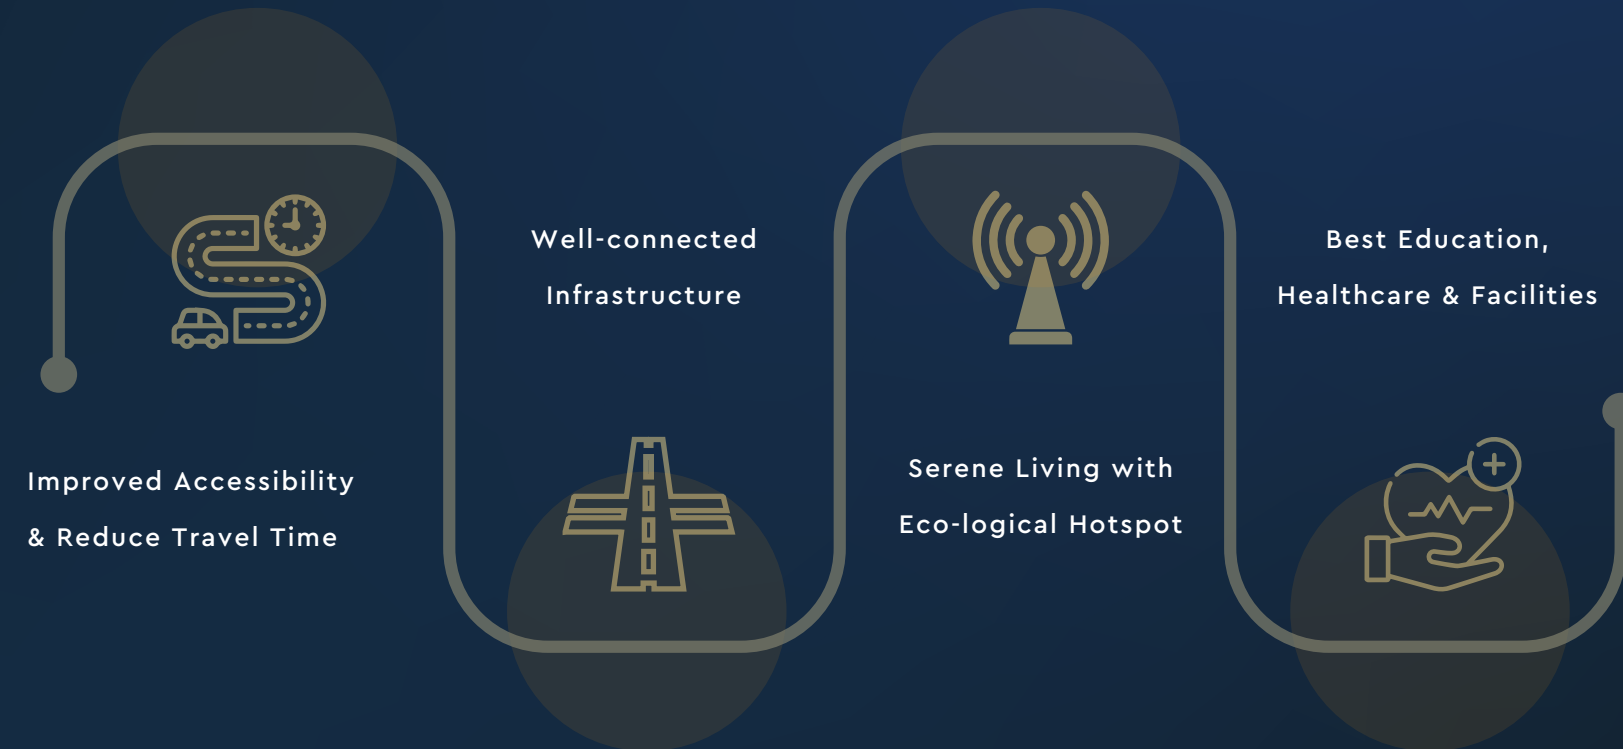 Improved Accessibility
& Reduce Travel Time
Well-connected
Infrastructure
Serene Living with
Eco-logical Hotspot
Best Education,
Healthcare & Facilities